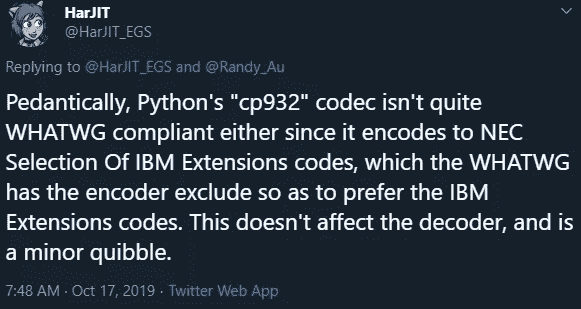 HarJIT
@HarJIT_EGS
Replying to @HarJIT_EGS and @Randy_Au
Pedantically, Python's "cp932" codec isn't quite
WHATWG compliant either since it encodes to NEC
Selection Of IBM Extensions codes, which the WHATWG
has the encoder exclude so as to prefer the IBM
Extensions codes. This doesn't affect the decoder, and is
a minor quibble.
7:48 AM · Oct 17, 2019 · Twitter Web App